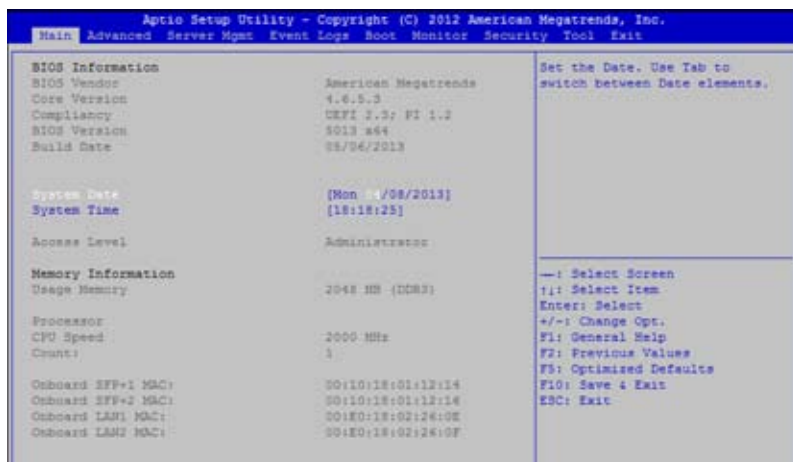 Aptio Setup Utility - Copyright (C) 2012 American Megatrends, Inc.
Main Advanced Server Mgmt Event Logs Boot Monitor Security Tool Exit
BIOS Information
BIOS Vendor American Megatrends
Core Version 4.6.5.3
Compliancy UEFI 2.3; PI 1.2
BIOS Version 5013 x64
Build Date 05/06/2013
System Date [Mon 04/08/2013]
System Time [18:18:25]
Access Level Administrator
Memory Information
Usage Memory 2048 MB (DDR3)
Processor
CPU Speed 2000 MHz
Count: 1
Onboard SFP+1 MAC: 00:10:18:01:12:14
Onboard SFP+2 MAC: 00:10:18:01:12:16
Onboard LAN1 MAC: 00:E0:18:02:26:0E
Onboard LAN2 MAC: 00:E0:18:02:26:0F
Set the Date. Use Tab to
switch between Date elements.
: Select Screen
↑↓: Select Item
Enter: Select
+/-: Change Opt.
F1: General Help
F2: Previous Values
F5: Optimized Defaults
F10: Save & Exit
ESC: Exit